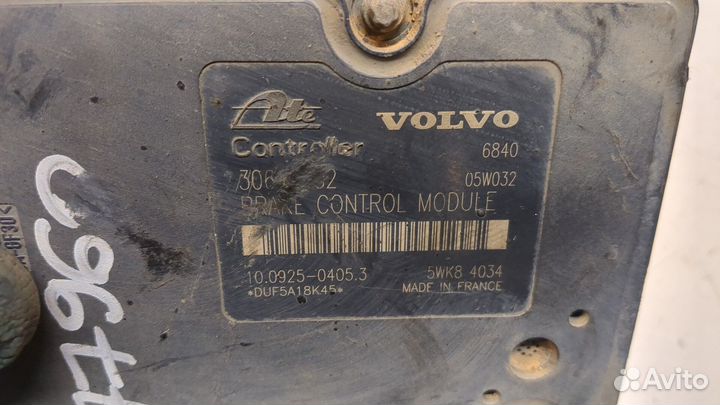 Ate VOLVO
Controller 6840
05W032
BRAKE CONTROL MODULE
10.0925-0405.3 5WK8 4034
*DUF5A18K45* MADE IN FRANCE
Avito